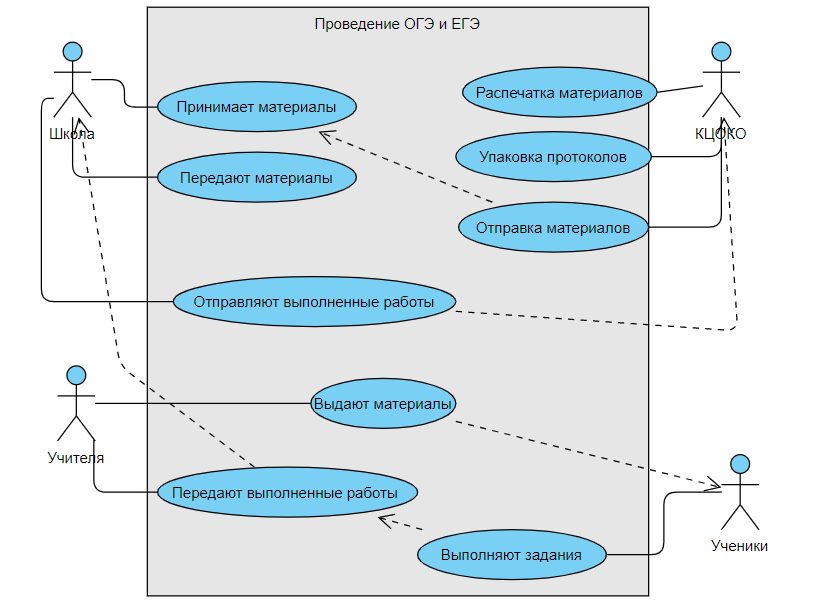 Проведение ОГЭ и ЕГЭ
Распечатка материалов
Принимает материалы
Школа
КЦОКО
Упаковка протоколов
Передают материалы
Отправка материалов
Отправляют выполненные работы
Выдают материалы
Учителя
Передают выполненные работы
Ученики
Выполняют задания